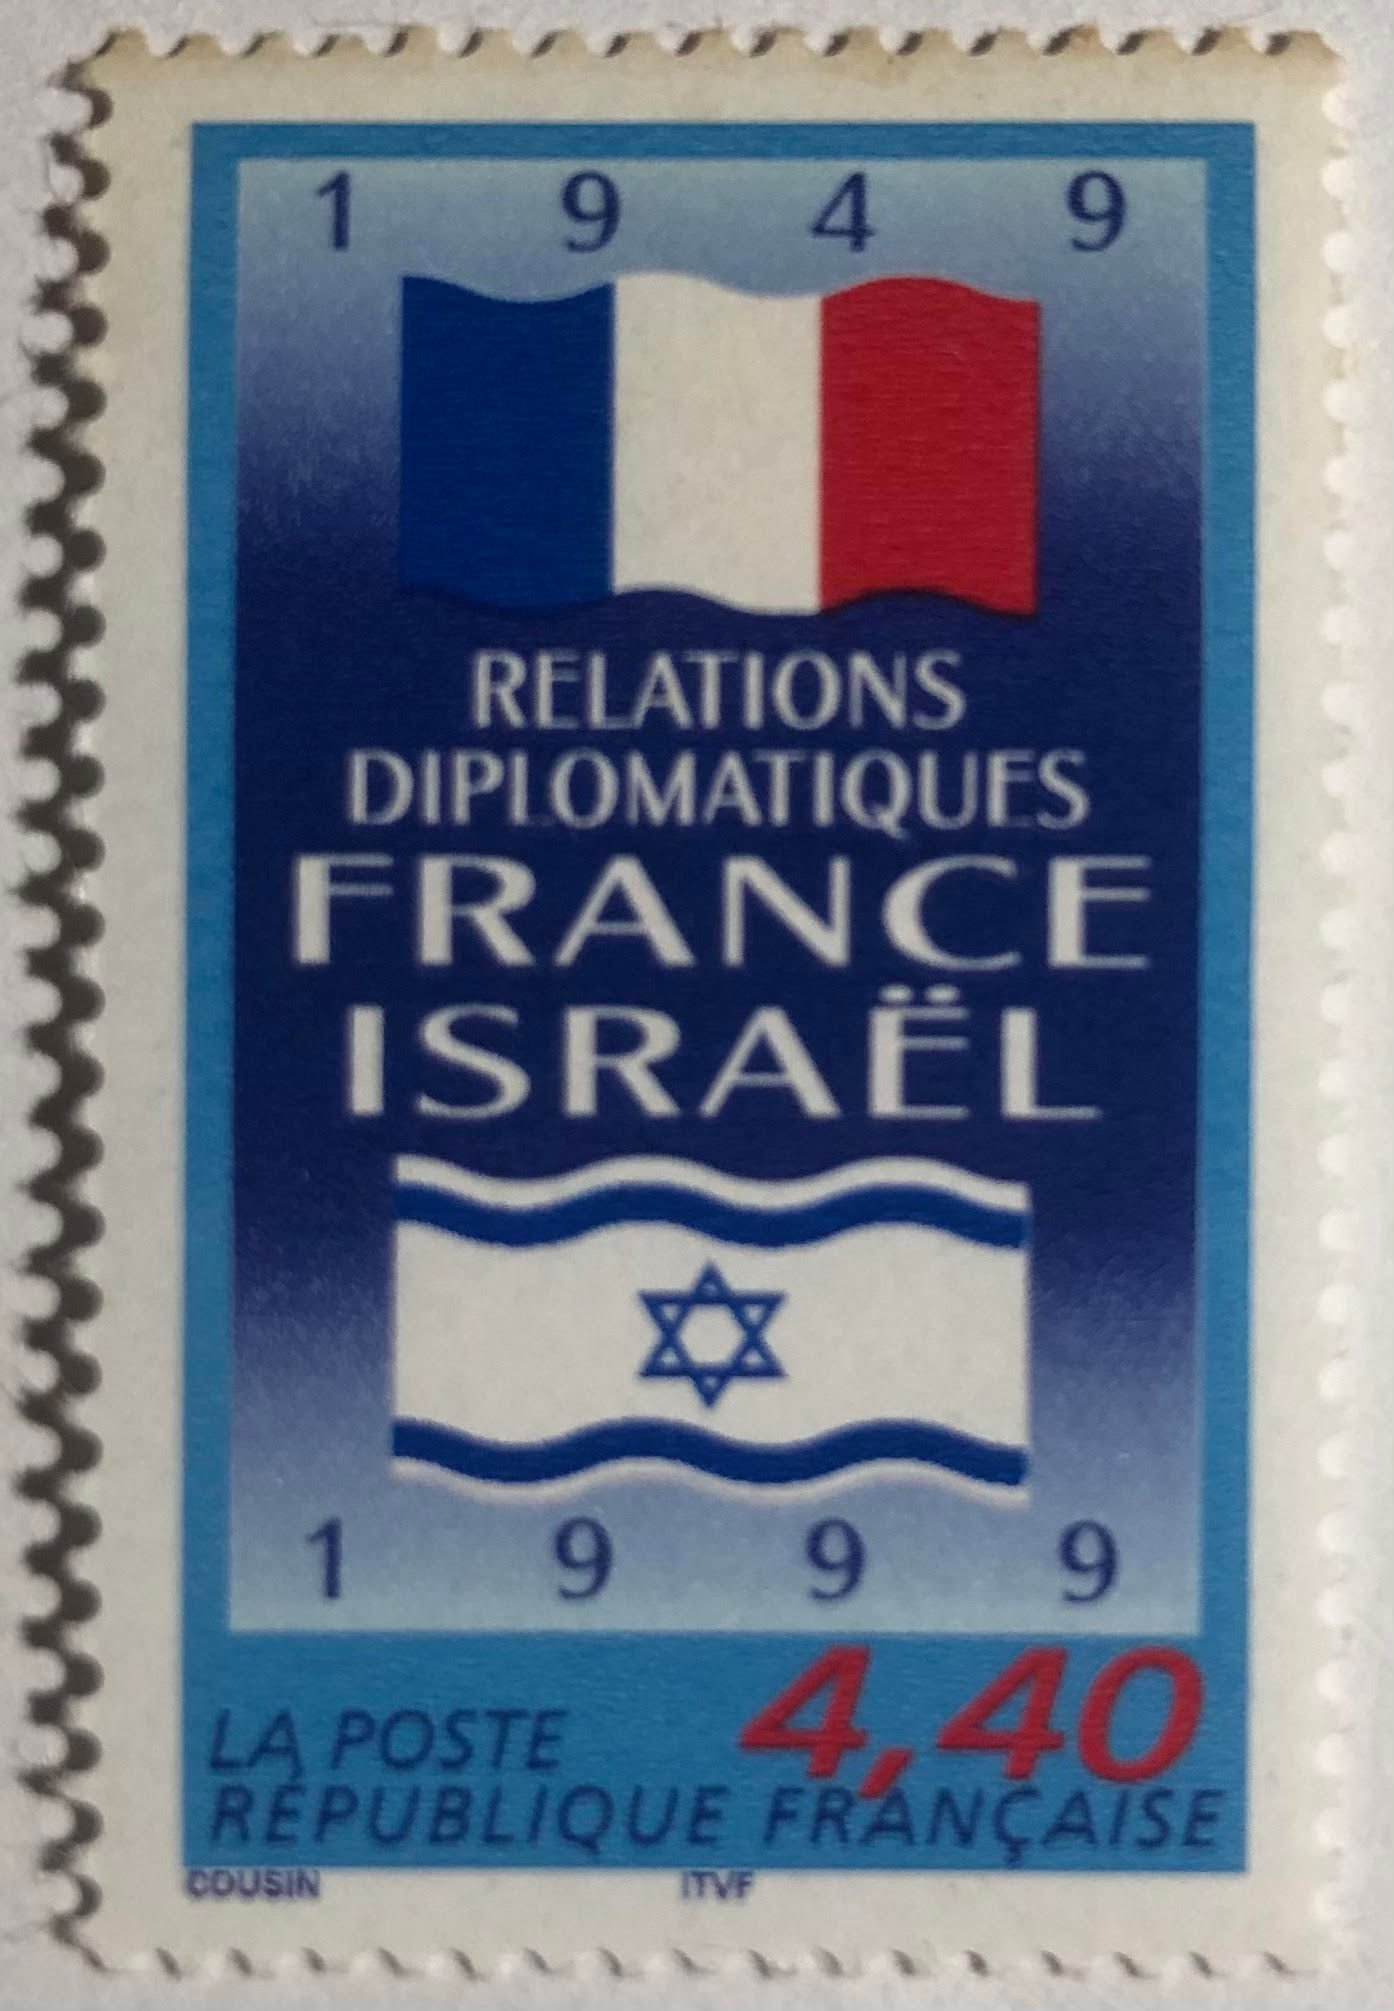 1 9 4 9
RELATIONS
DIPLOMATIQUES
FRANCE
ISRAËL
1 9 9 9
4,40
LA POSTE
RÉPUBLIQUE FRANÇAISE
COUSIN ITVF